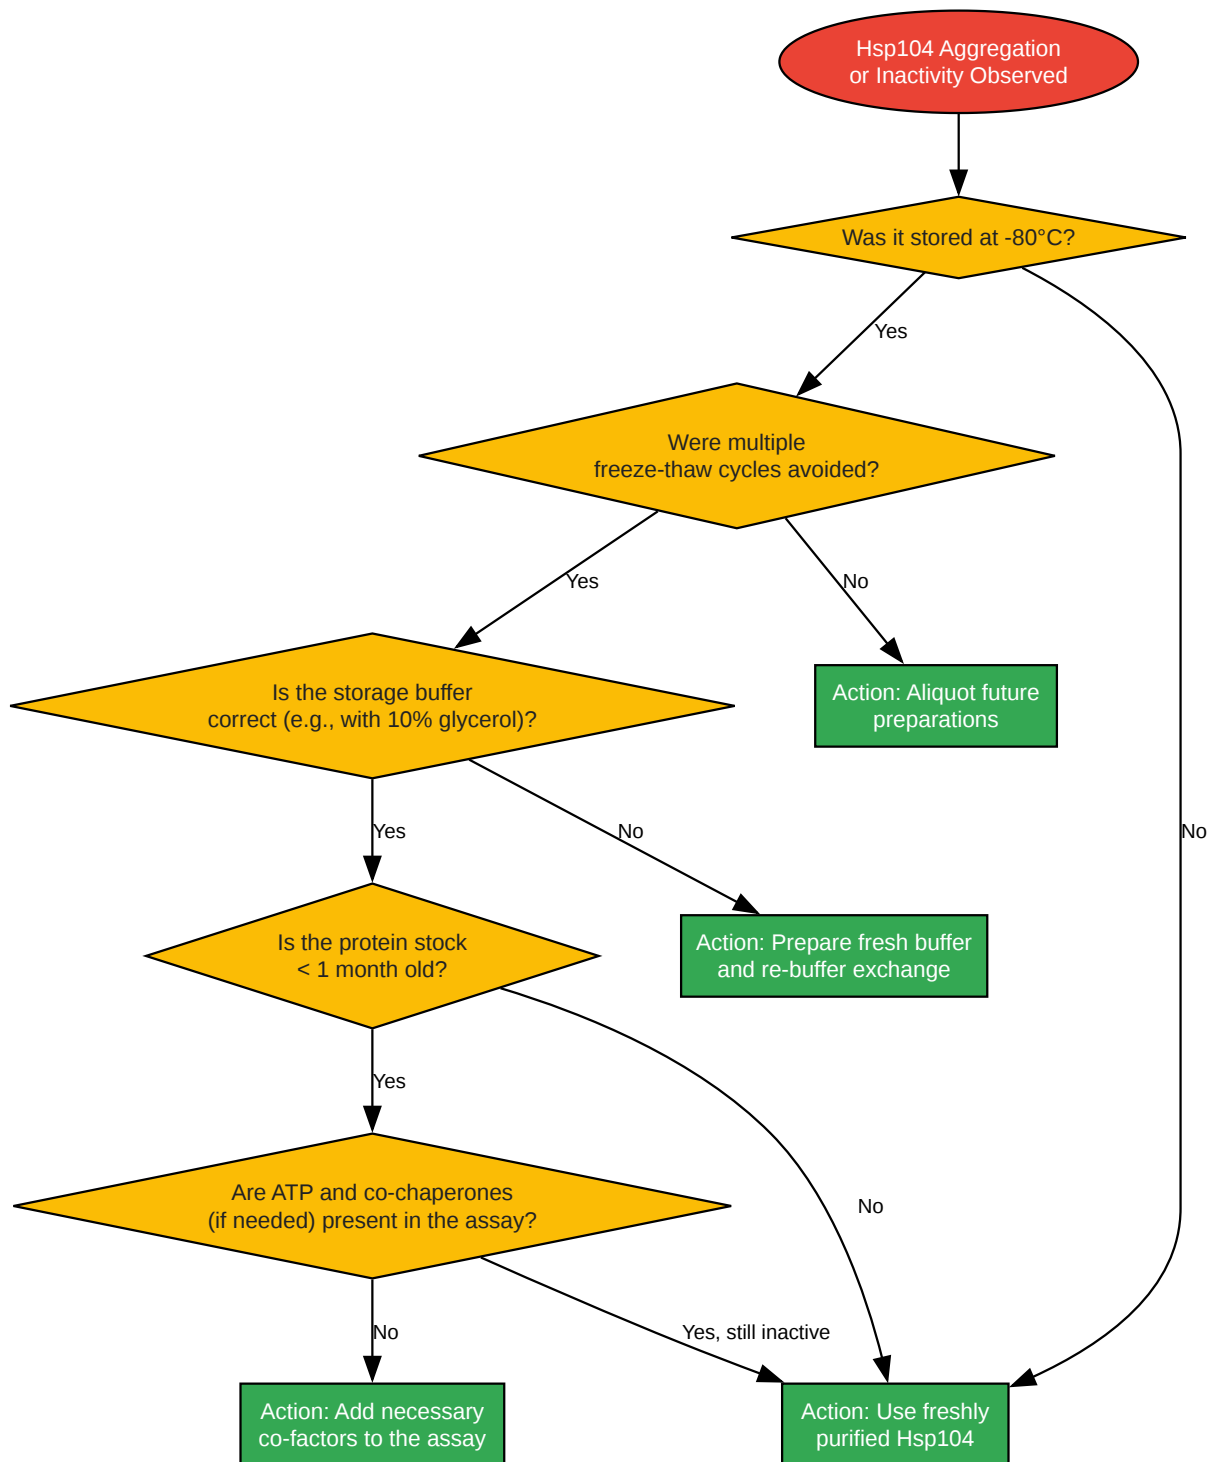 Hsp104 Aggregation
or Inactivity Observed
Was it stored at -80°C?
Yes
Were multiple
freeze-thaw cycles avoided?
Yes
No
Is the storage buffer
correct (e.g., with 10% glycerol)?
Action: Aliquot future
preparations
Yes
No
No
Is the protein stock
< 1 month old?
Action: Prepare fresh buffer
and re-buffer exchange
Yes
Are ATP and co-chaperones
(if needed) present in the assay?
No
No
Yes, still inactive
Action: Add necessary
co-factors to the assay
Action: Use freshly
purified Hsp104